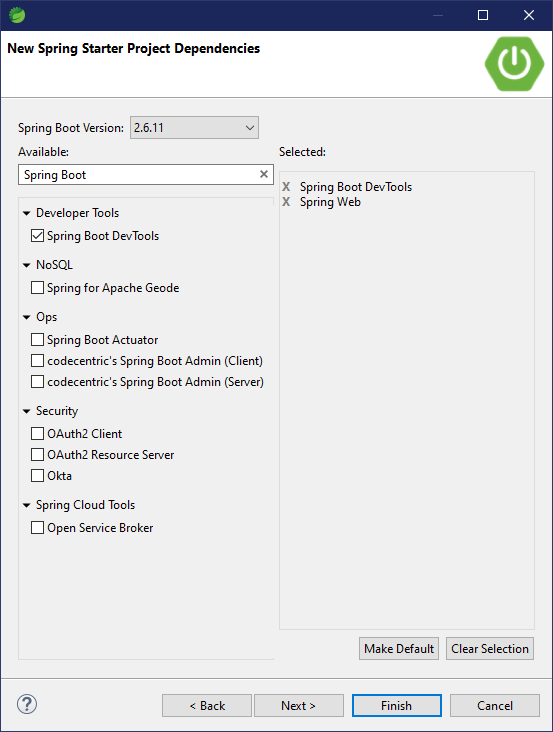 New Spring Starter Project Dependencies
Spring Boot Version: 2.6.11
Available:
Spring Boot
Developer Tools
Spring Boot DevTools
NoSQL
Spring for Apache Geode
Ops
Spring Boot Actuator
codecentric's Spring Boot Admin (Client)
codecentric's Spring Boot Admin (Server)
Security
OAuth2 Client
OAuth2 Resource Server
Okta
Spring Cloud Tools
Open Service Broker
Selected:
X Spring Boot DevTools
X Spring Web
Make Default Clear Selection
? < Back Next > Finish Cancel